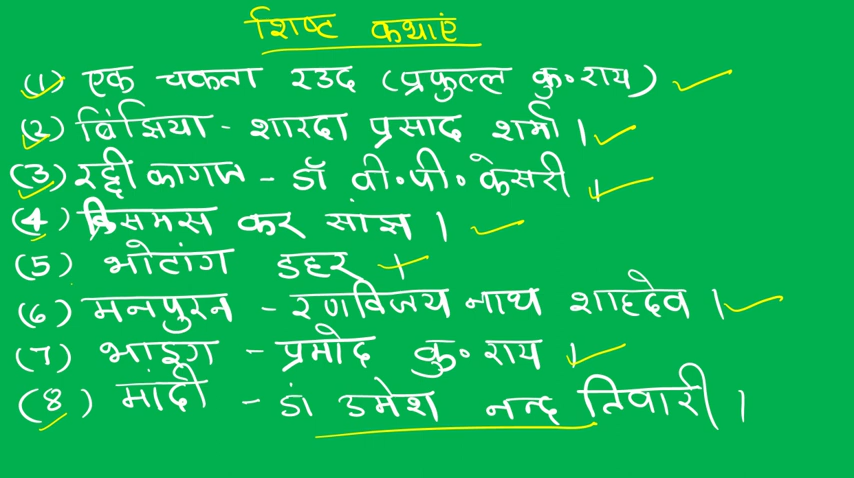 शिष्ट कथाएं
(1) एक चकता रउद (प्रफुल्ल कु॰ राय)
(2) बिंझिया - शारदा प्रसाद शर्मा ।
(3) रद्दी कागज - डॉ वी॰ पी॰ केसरी ।
(4) किसमस कर सांझ ।
(5) भोटांग डहर ।
(6) मनपुरन - रणविजय नाथ शाहदेव ।
(7) भाइग - प्रमोद कु॰ राय ।
(8) मांदी - डा उमेश नन्द तिवारी ।